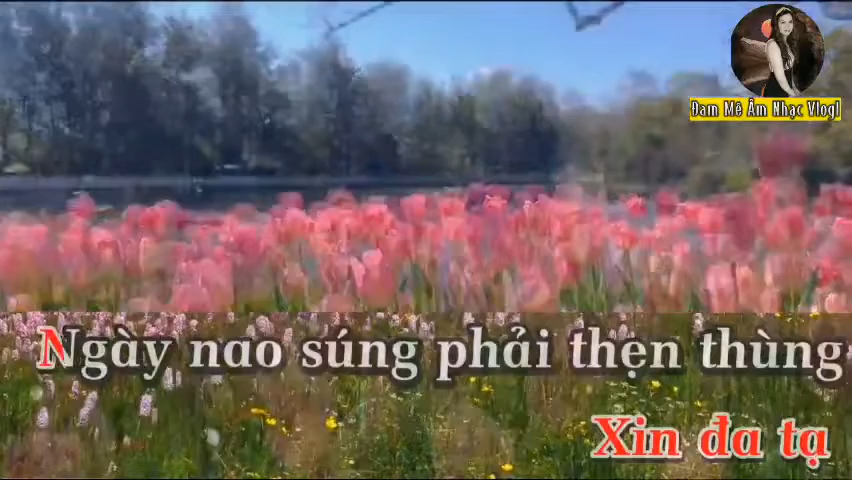 Đam Mê Âm Nhạc Vlog!
Ngày nao súng phải thẹn thùng
Xin đa tạ